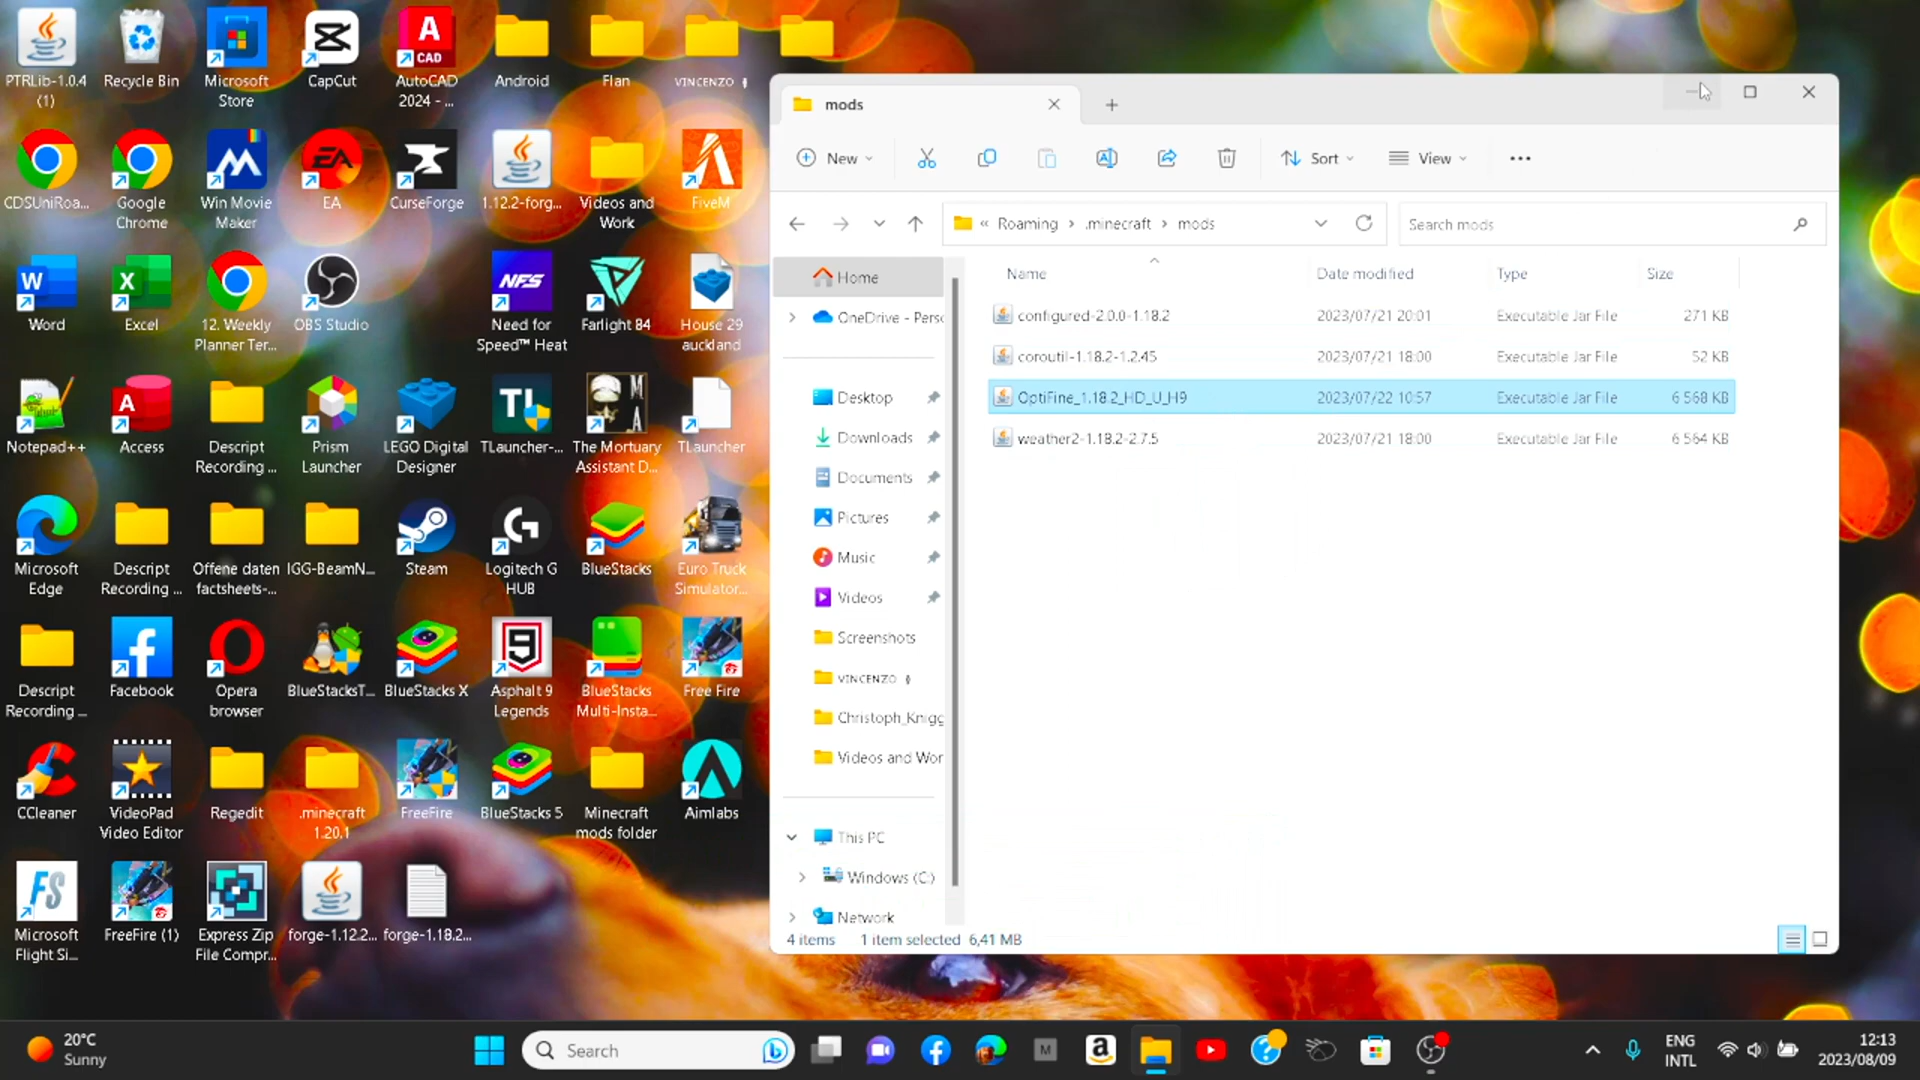 PTRLib-1.0.4
(1)
Recycle Bin
Microsoft
Store
CapCut
A
CAD
AutoCAD
2024 - ...
Android
Flan
VINCENZO
CDSUniRoa...
Google
Chrome
Win Movie
Maker
EA
EA
CurseForge
1.12.2-forg...
Videos and
Work
FiveM
W
Word
X
Excel
12. Weekly
Planner Ter...
OBS Studio
NFS
Need for
Speed™ Heat
Farlight 84
House 29
auckland
Notepad++
A
Access
Descript
Recording ...
Prism
Launcher
LEGO Digital
Designer
TL
TLauncher-...
M
A
The Mortuary
Assistant D...
TLauncher
Microsoft
Edge
Descript
Recording ...
Offene daten
factsheets-...
IGG-BeamN...
Steam
G
Logitech G
HUB
BlueStacks
Euro Truck
Simulator...
Descript
Recording ...
Facebook
Opera
browser
BlueStacksT...
BlueStacks X
9
Asphalt 9
Legends
BlueStacks
Multi-Insta...
Free Fire
CCleaner
VideoPad
Video Editor
Regedit
.minecraft
1.20.1
FreeFire
BlueStacks 5
Minecraft
mods folder
Aimlabs
FS
Microsoft
Flight Si...
FreeFire (1)
Express Zip
File Compr...
forge-1.12.2...
forge-1.18.2...
mods
New
Sort
View
« Roaming > .minecraft > mods
Search mods
Home
OneDrive - Perso
Desktop
Downloads
Documents
Pictures
Music
Videos
Screenshots
VINCENZO
Christoph_Knigg
Videos and Wor
This PC
Windows (C:)
Network
Name Date modified Type Size
configured-2.0.0-1.18.2 2023/07/21 20:01 Executable Jar File 271 KB
coroutil-1.18.2-1.2.45 2023/07/21 18:00 Executable Jar File 52 KB
OptiFine_1.18.2_HD_U_H9 2023/07/22 10:57 Executable Jar File 6 568 KB
weather2-1.18.2-2.7.5 2023/07/21 18:00 Executable Jar File 6 564 KB
4 items 1 item selected 6,41 MB
20°C
Sunny
Search
M
a
ENG
INTL
12:13
2023/08/09